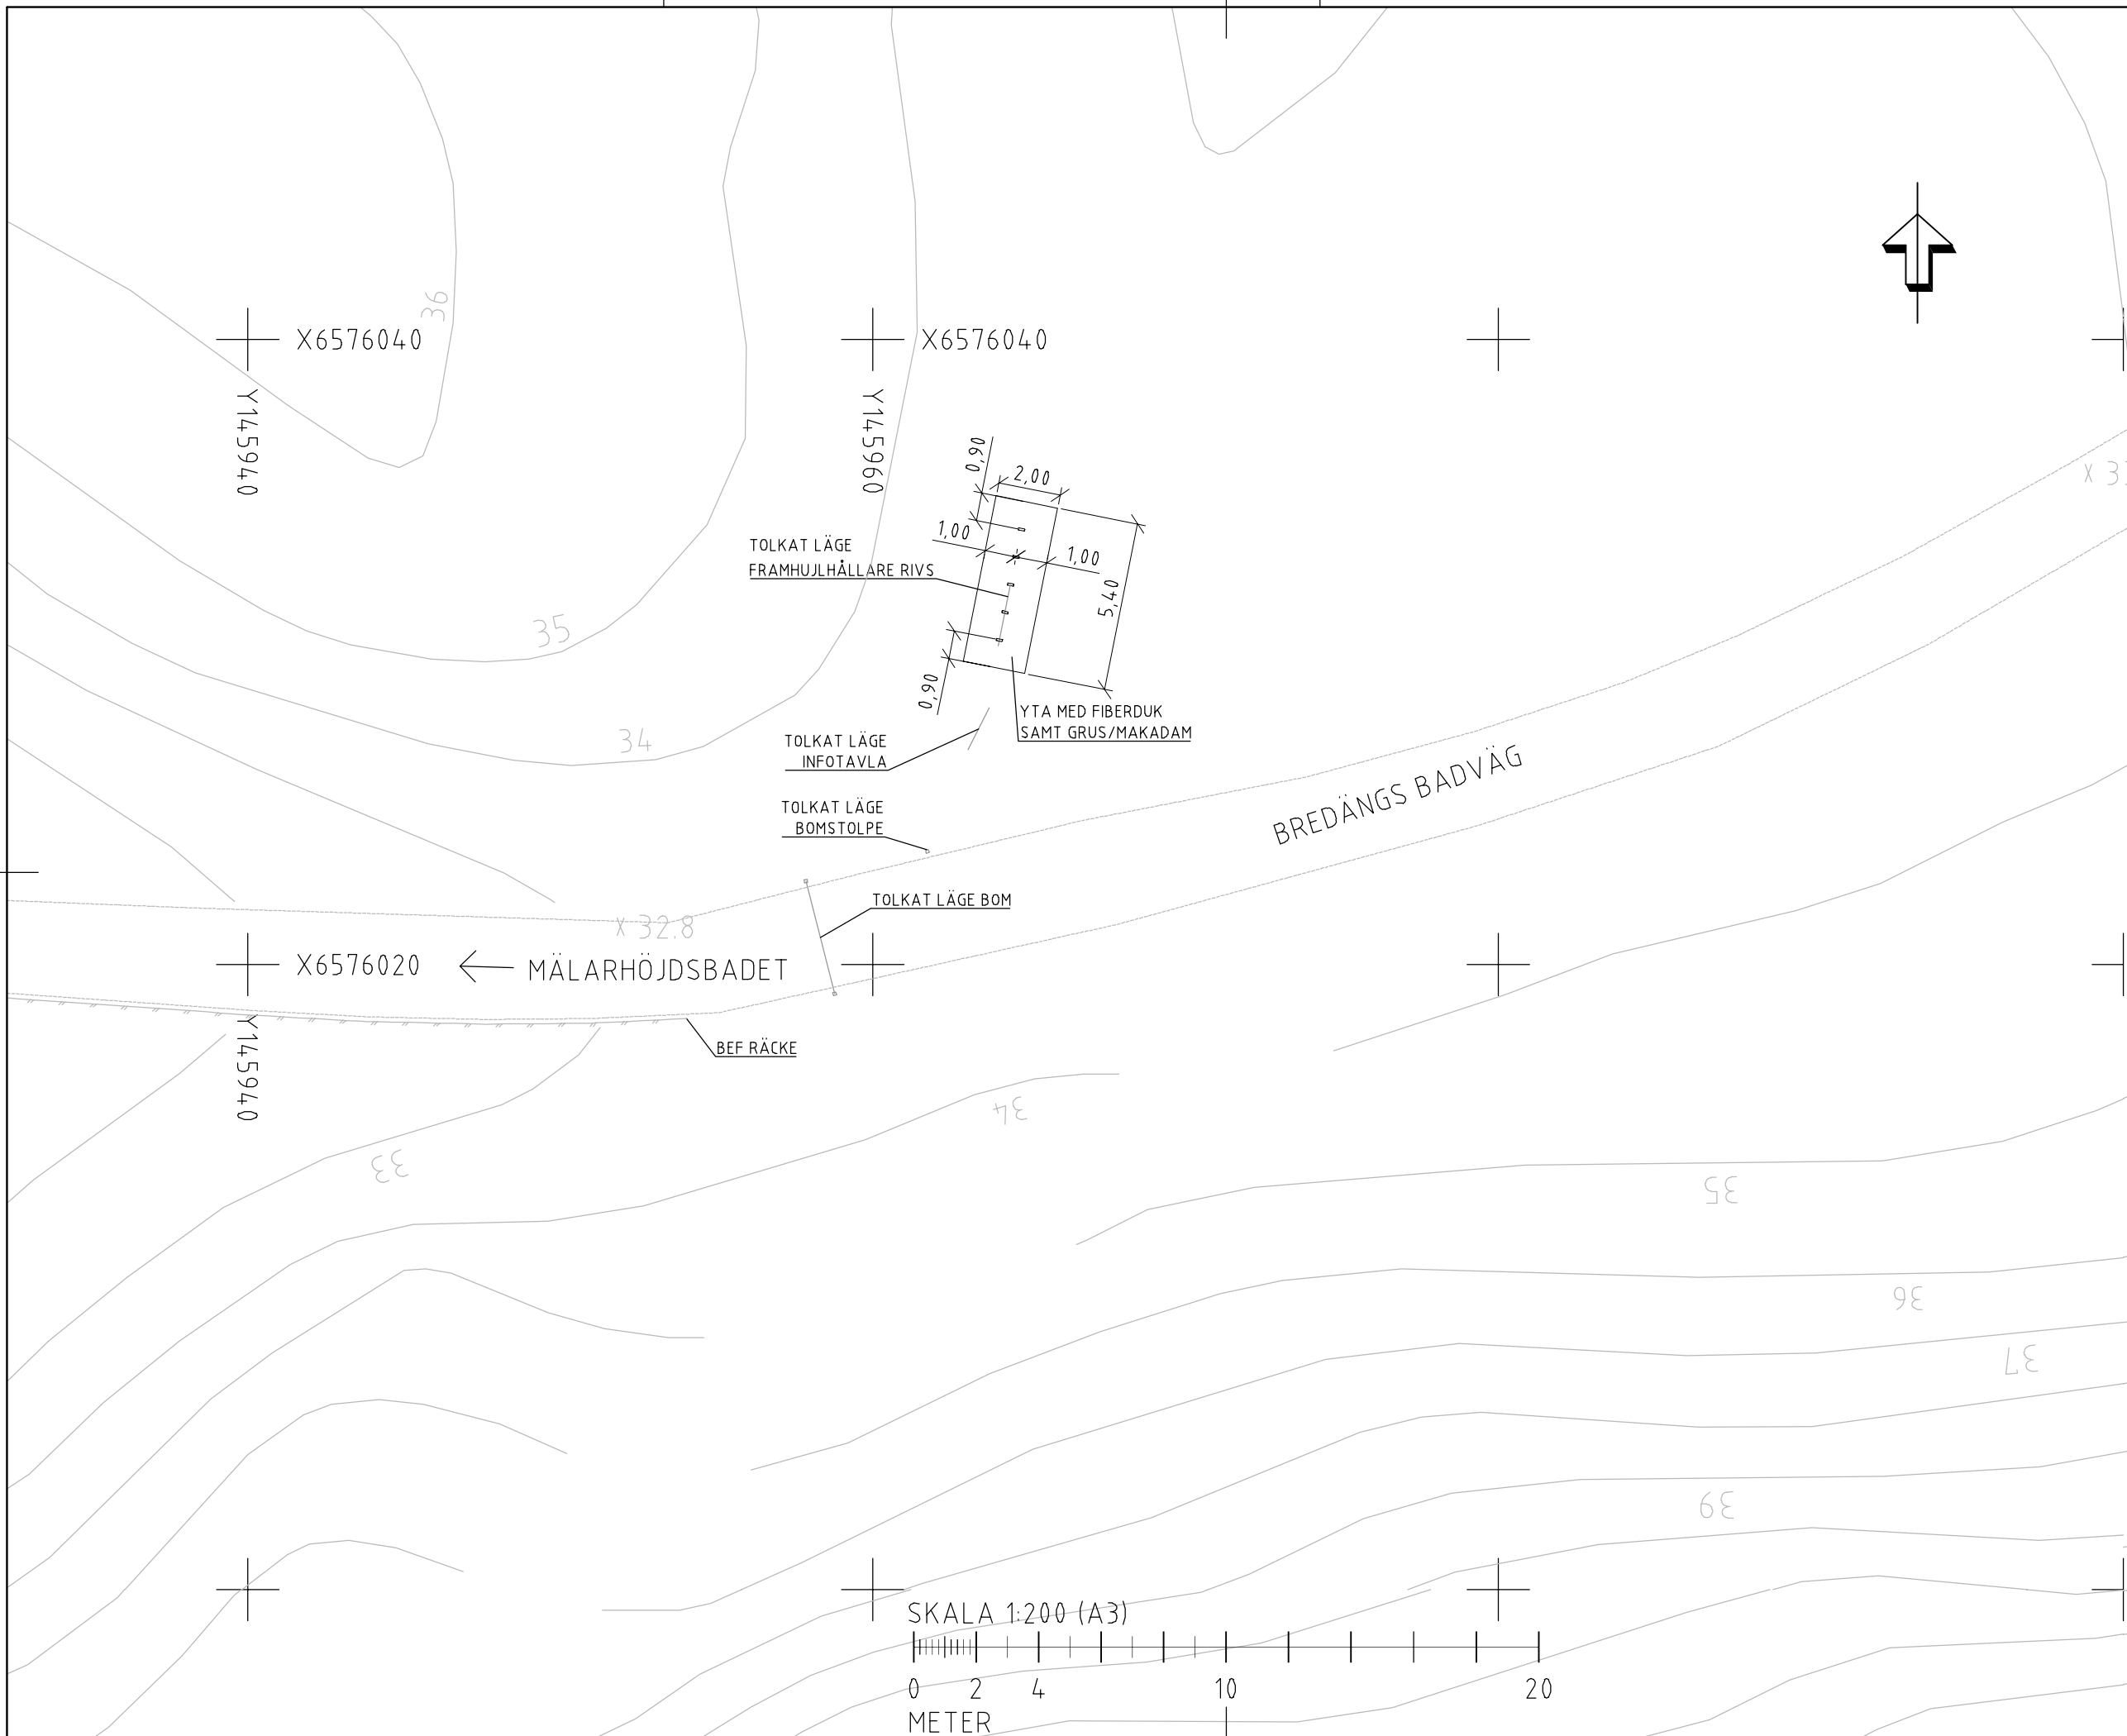 36
X6576040
X6576040
Y145940
Y145960
0,90
2,00
1,00
1,00
5,40
0,90
TOLKAT LÄGE
FRAMHUJLHÅLLARE RIVS
YTA MED FIBERDUK
SAMT GRUS/MAKADAM
35
34
TOLKAT LÄGE
INFOTAVLA
TOLKAT LÄGE
BOMSTOLPE
BREDÄNGS BADVÄG
TOLKAT LÄGE BOM
X 32.8
X6576020
MÄLARHÖJDSBADET
Y145940
BEF RÄCKE
34
33
35
36
37
39
SKALA 1:200 (A3)
0 2 4 10 20
METER